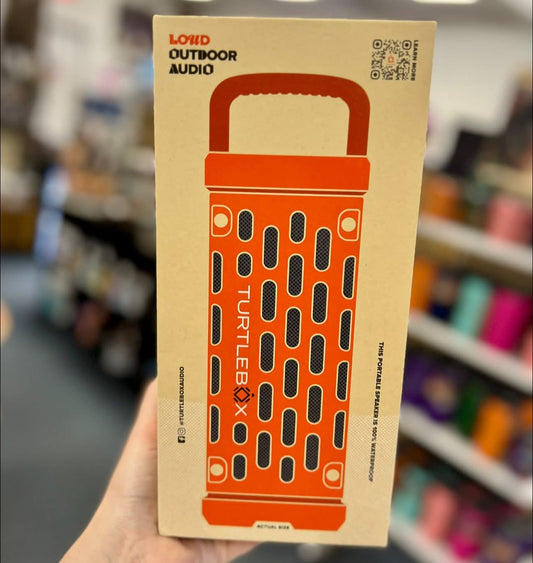 LOUD
OUTDOOR
AUDIO
LEARN MORE
TURTLEBOX
THIS PORTABLE SPEAKER IS 100% WATERPROOF
#TURTLEBOXAUDIO
ACTUAL SIZE